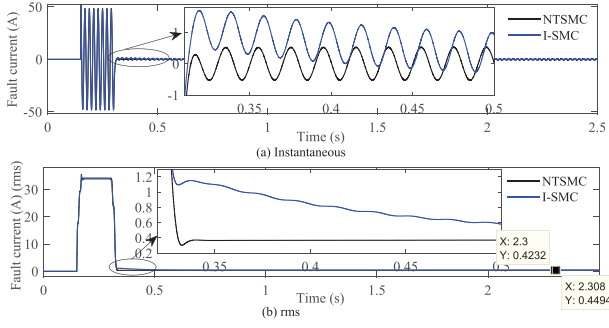 Fault current (A)
50
0
-50
1
0
-1
0.35
0.4
0.45
0.5
NTSMC
I-SMC
0
0.5
1
1.5
2
2.5
Time (s)
(a) Instantaneous
Fault current (A) (rms)
30
20
10
0
1.2
1
0.8
0.6
0.4
0.2
0.35
0.4
0.45
0.5
NTSMC
I-SMC
X: 2.3
Y: 0.4232
X: 2.308
Y: 0.4494
0
0.5
1
1.5
2
Time (s)
(b) rms